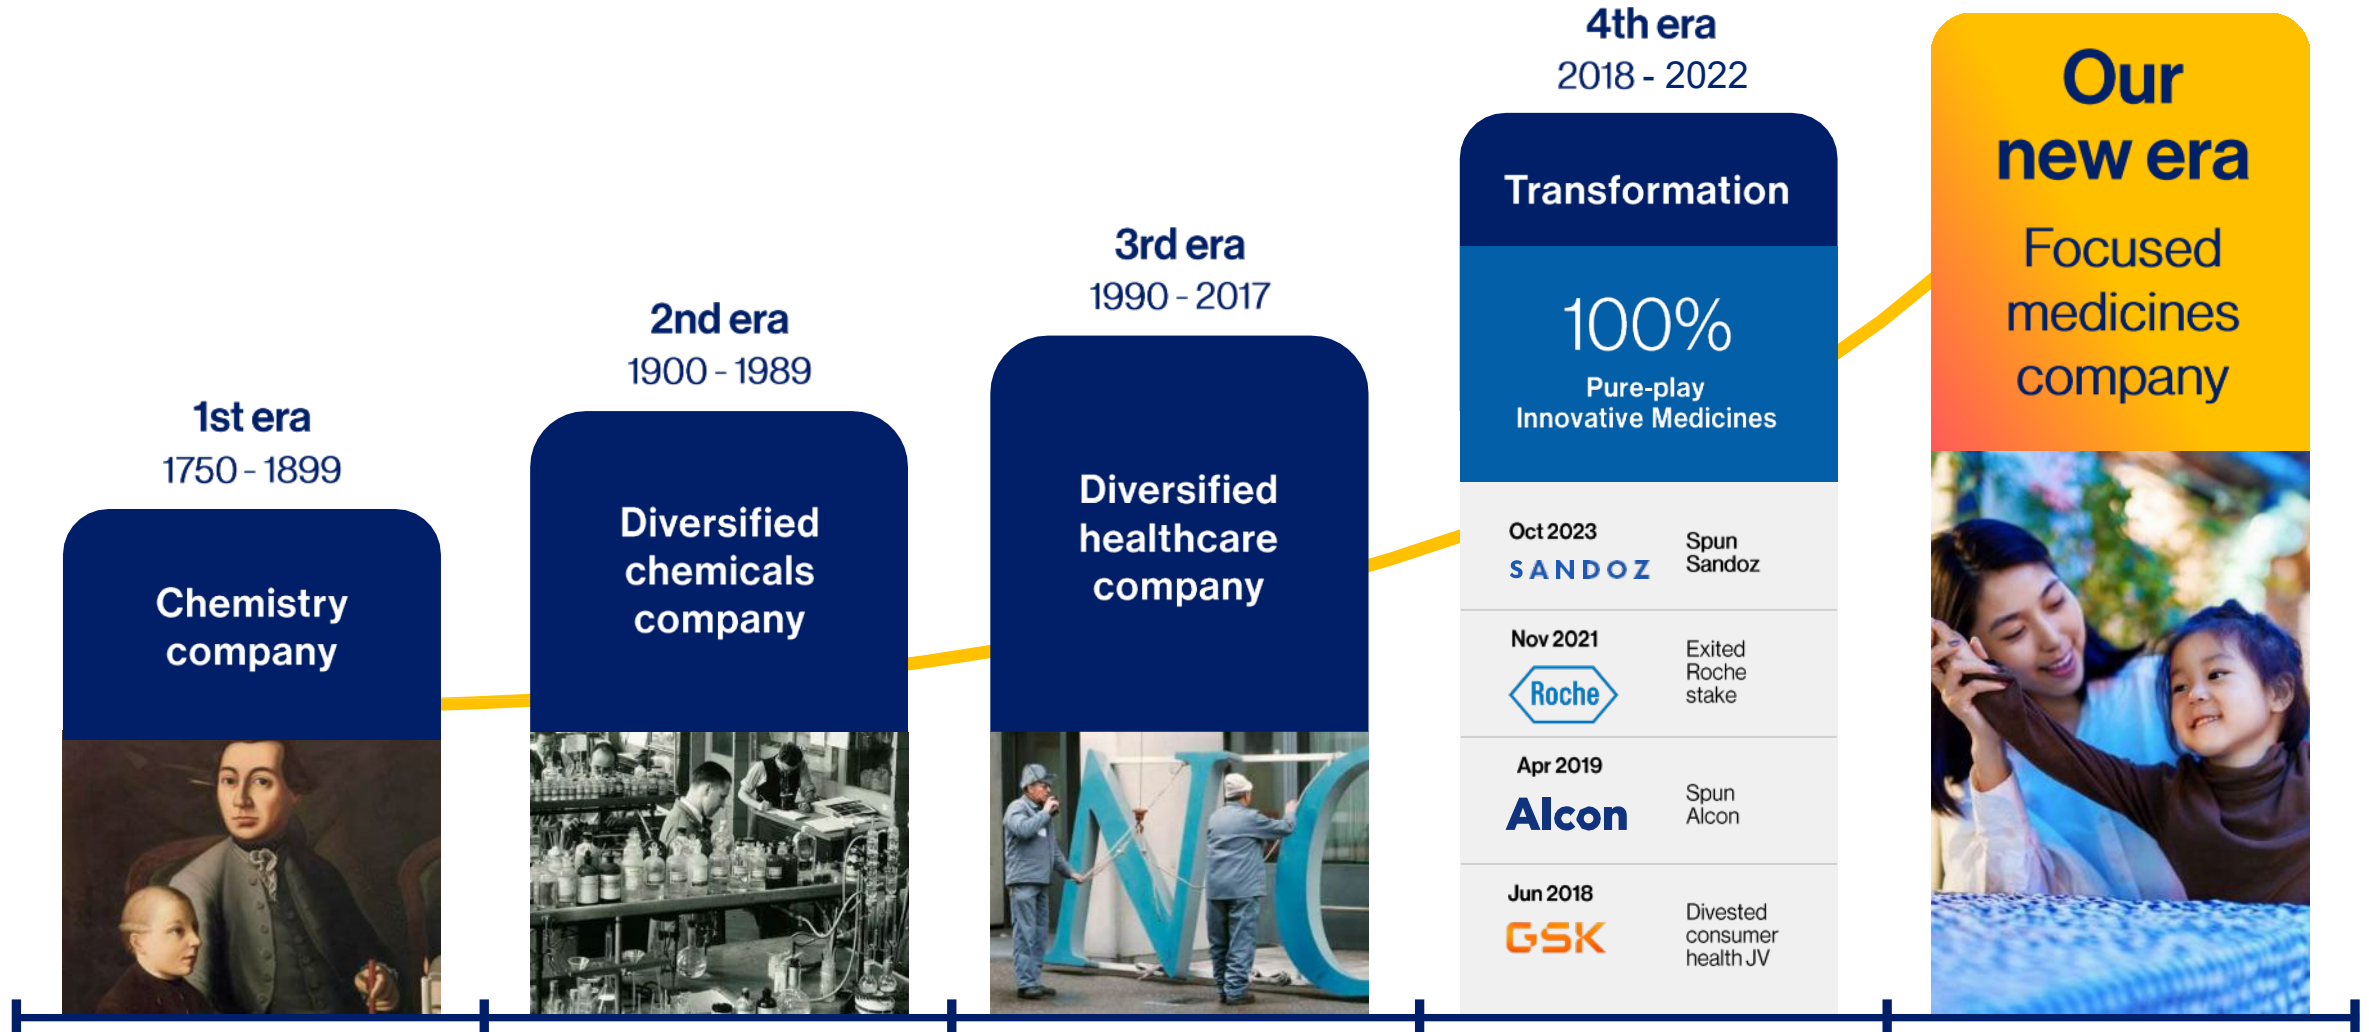 1st era
1750 - 1899
Chemistry
company
2nd era
1900 - 1989
Diversified
chemicals
company
3rd era
1990 - 2017
Diversified
healthcare
company
N
4th era
2018 - 2022
Transformation
100%
Pure-play
Innovative Medicines
Oct 2023
SANDOZ
Spun
Sandoz
Nov 2021
Roche
Exited
Roche
stake
Apr 2019
Alcon
Spun
Alcon
Jun 2018
GSK
Divested
consumer
health JV
Our
new era
Focused
medicines
company